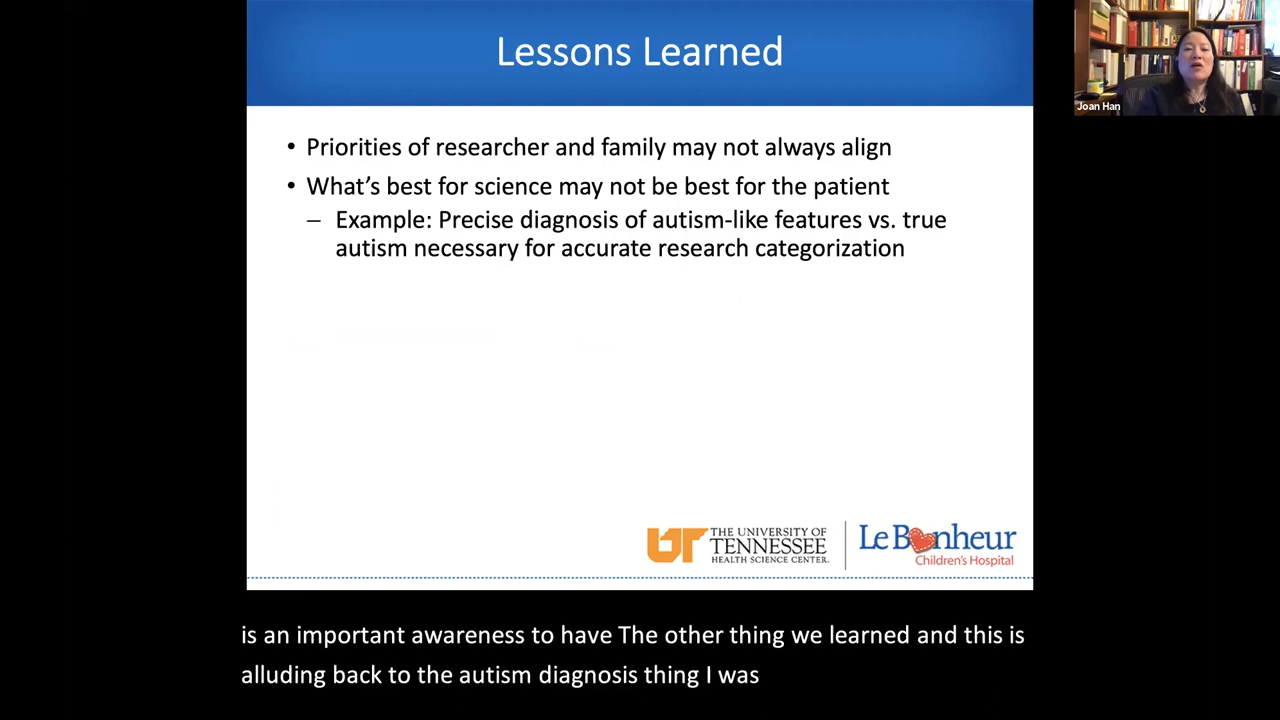 Lessons Learned
Joan Han
• Priorities of researcher and family may not always align
• What's best for science may not be best for the patient
– Example: Precise diagnosis of autism-like features vs. true
autism necessary for accurate research categorization
UT THE UNIVERSITY OF
TENNESSEE
HEALTH SCIENCE CENTER.
Le Bonheur
Children's Hospital
is an important awareness to have The other thing we learned and this is
alluding back to the autism diagnosis thing I was